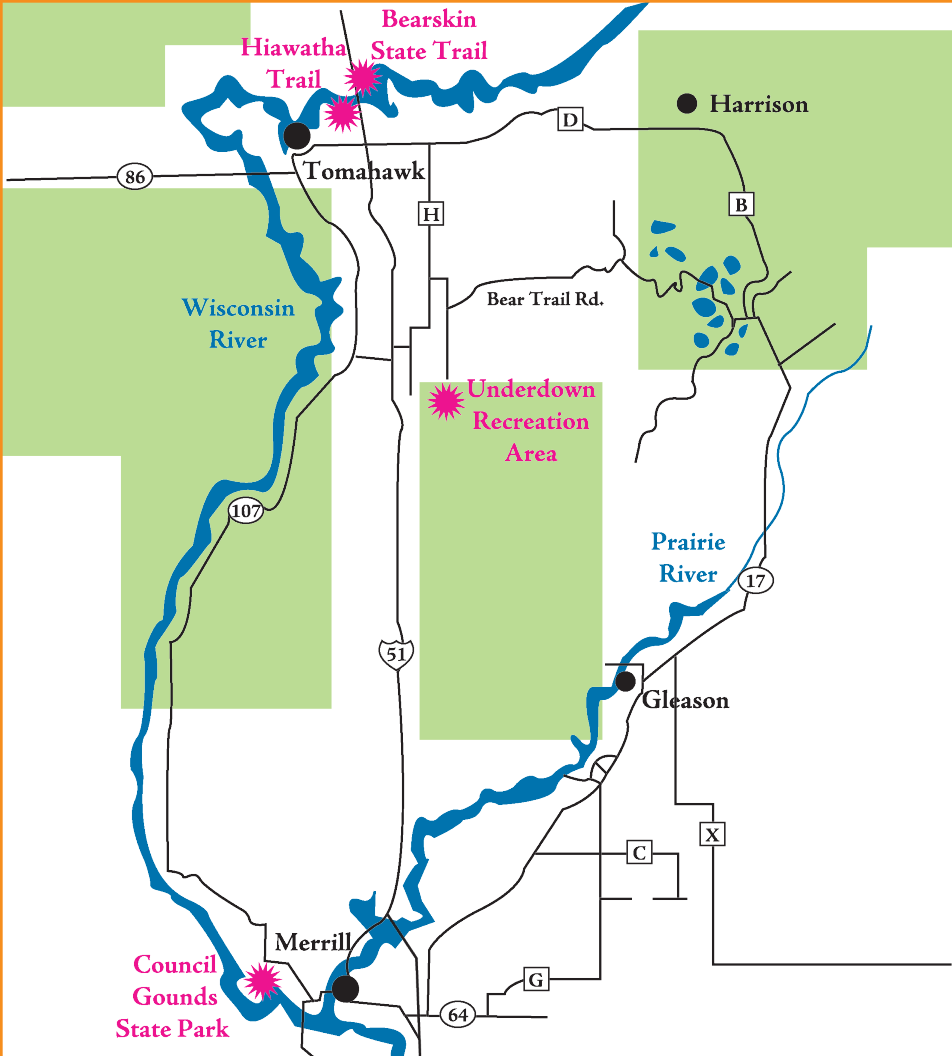 Bearskin
State Trail
Hiawatha
Trail
Harrison
D
Tomahawk
86
H
B
Bear Trail Rd.
Wisconsin
River
Underdown
Recreation
Area
107
Prairie
River
17
51
Gleason
X
C
Merrill
Council
Gounds
State Park
G
64